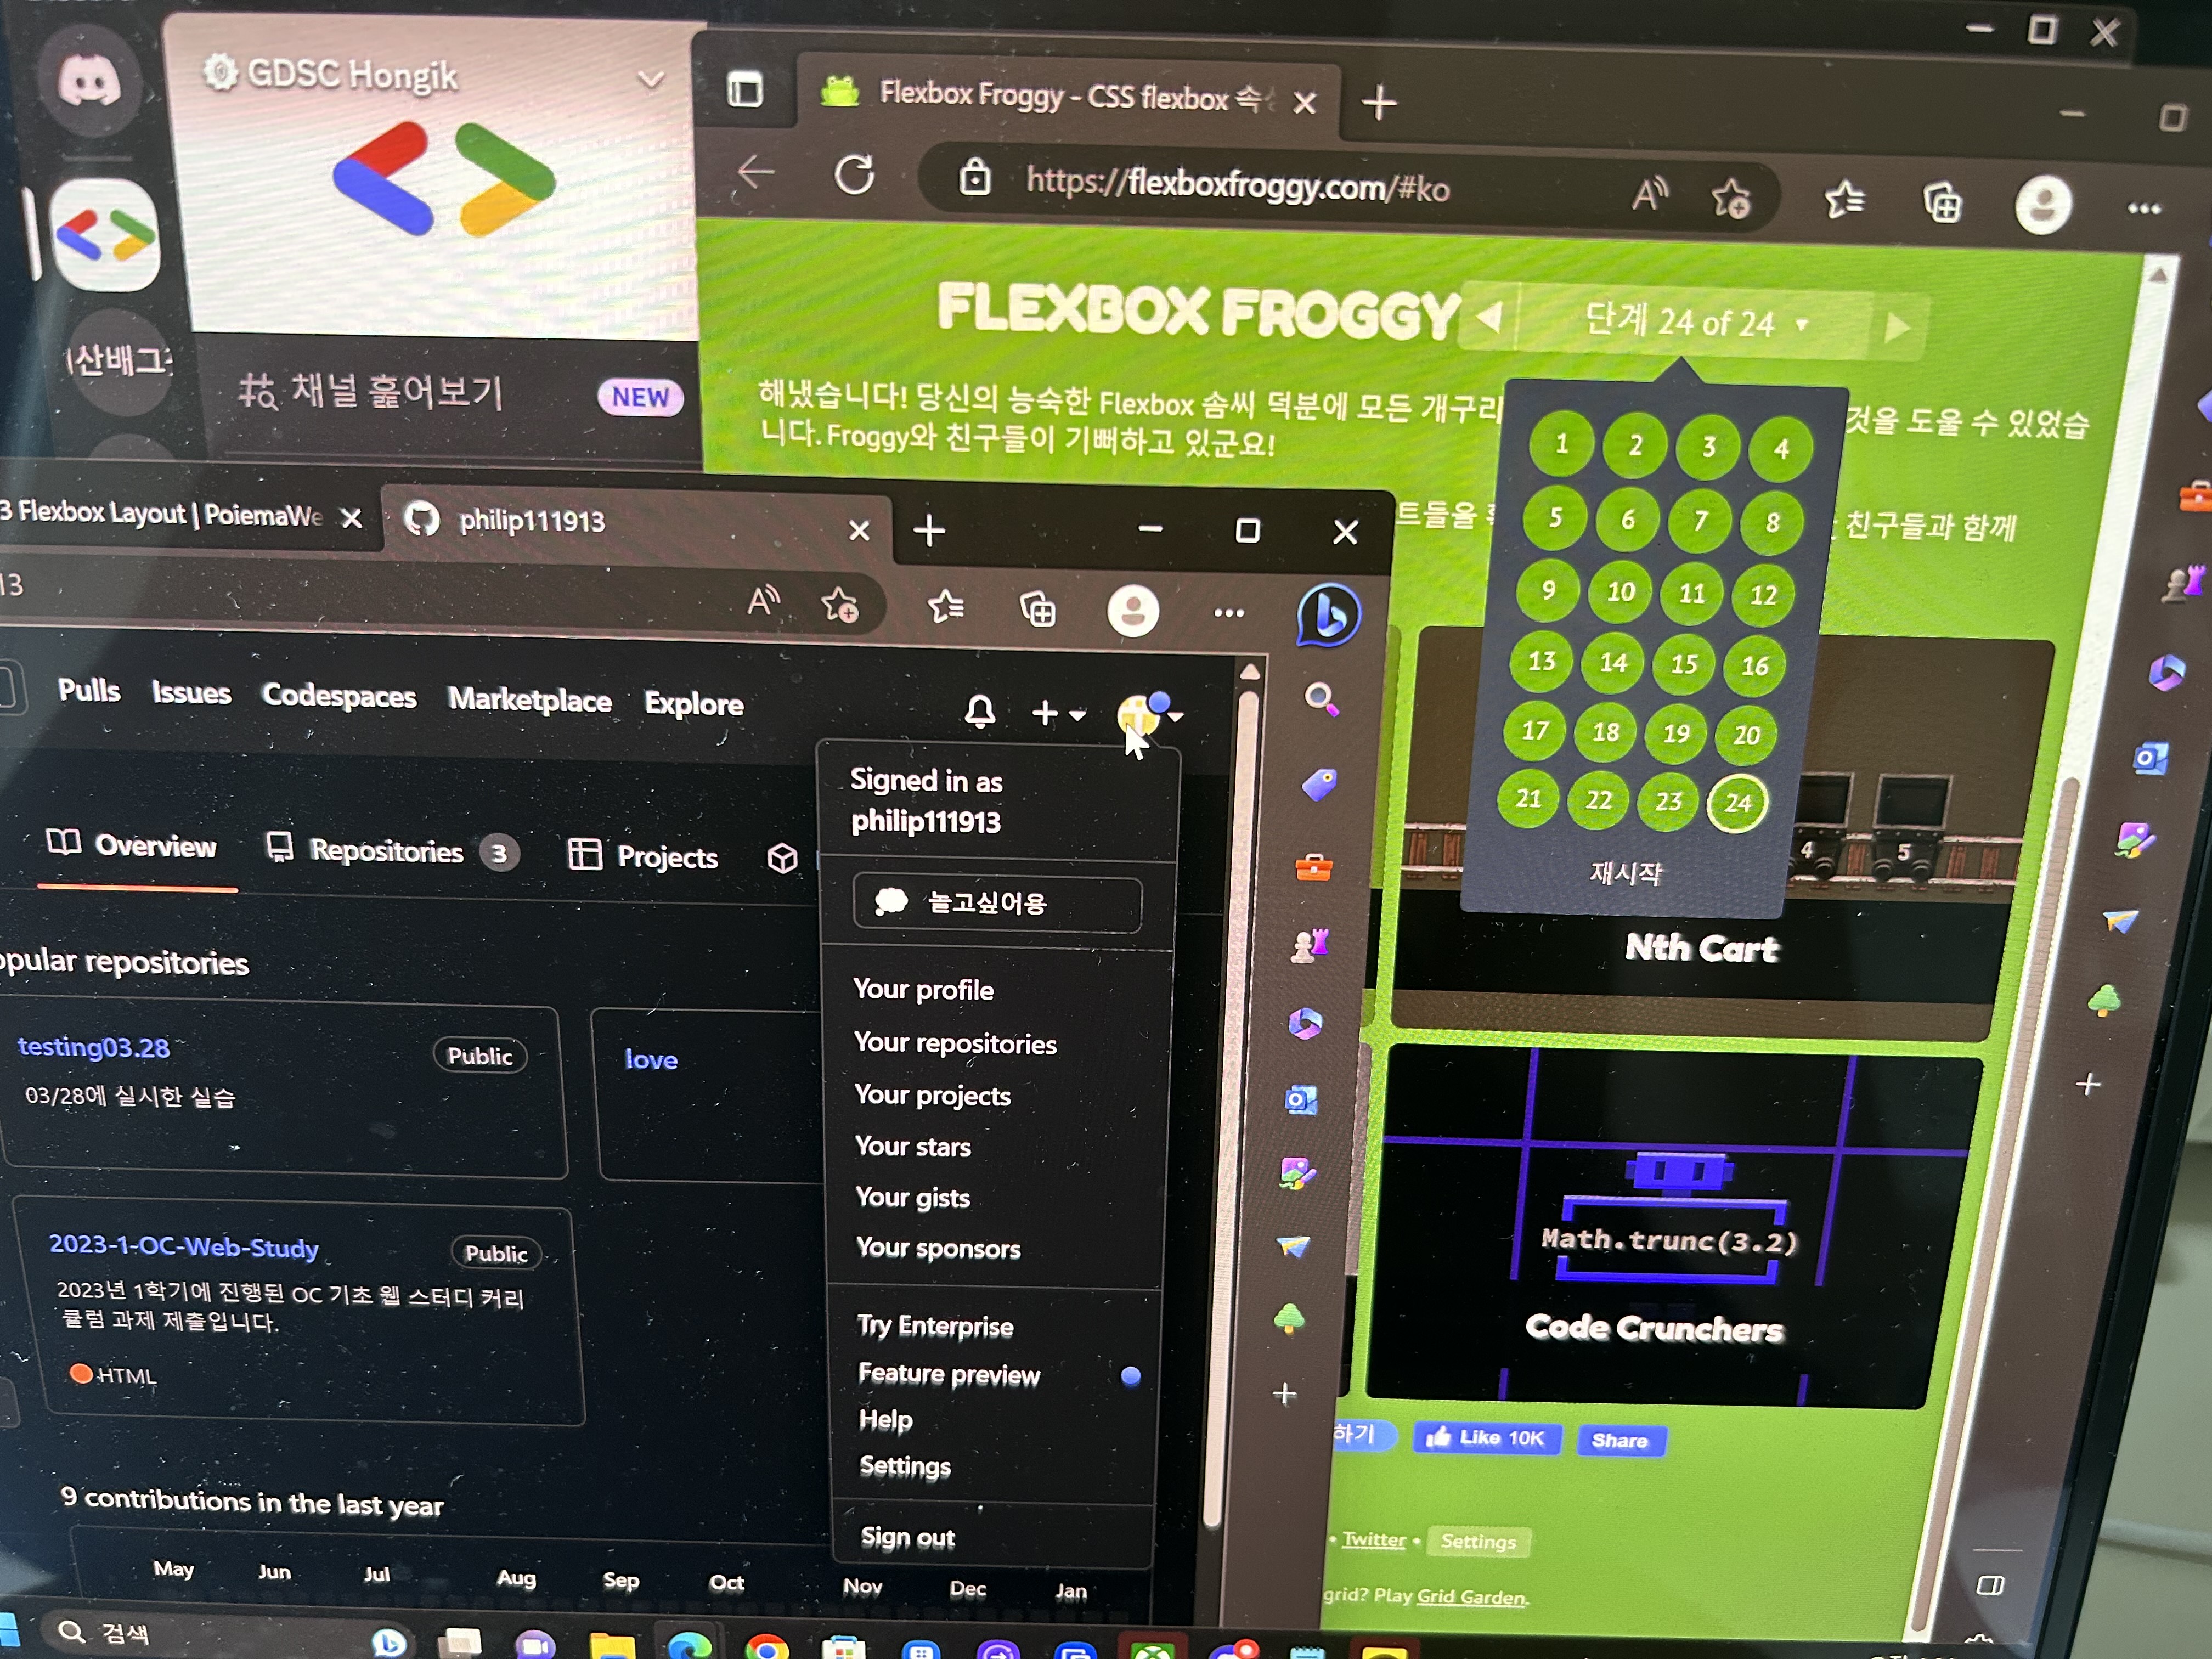 GDSC Hongik
산배그
채널 훑어보기
NEW
Flexbox Froggy - CSS flexbox 속
https://flexboxfroggy.com/#ko
FLEXBOX FROGGY
단계 24 of 24
해냈습니다! 당신의 능숙한 Flexbox 솜씨 덕분에 모든 개구리
것을 도울 수 있었습
니다. Froggy와 친구들이 기뻐하고 있군요!
트들을
친구들과 함께
1 2 3 4
5 6 7 8
9 10 11 12
13 14 15 16
17 18 19 20
21 22 23 24
재시작
4 5
Nth Cart
Math.trunc(3.2)
Code Crunchers
하기
Like 10K
Share
• Twitter • Settings
grid? Play Grid Garden.
3 Flexbox Layout | PoiemaWe
philip111913
13
Pulls Issues Codespaces Marketplace Explore
Overview
Repositories 3
Projects
Signed in as
philip111913
놀고싶어용
Your profile
Your repositories
Your projects
Your stars
Your gists
Your sponsors
Try Enterprise
Feature preview
Help
Settings
Sign out
opular repositories
testing03.28
Public
03/28에 실시한 실습
love
2023-1-OC-Web-Study
Public
2023년 1학기에 진행된 OC 기초 웹 스터디 커리
큘럼 과제 제출입니다.
HTML
9 contributions in the last year
May Jun Jul Aug Sep Oct Nov Dec Jan
검색